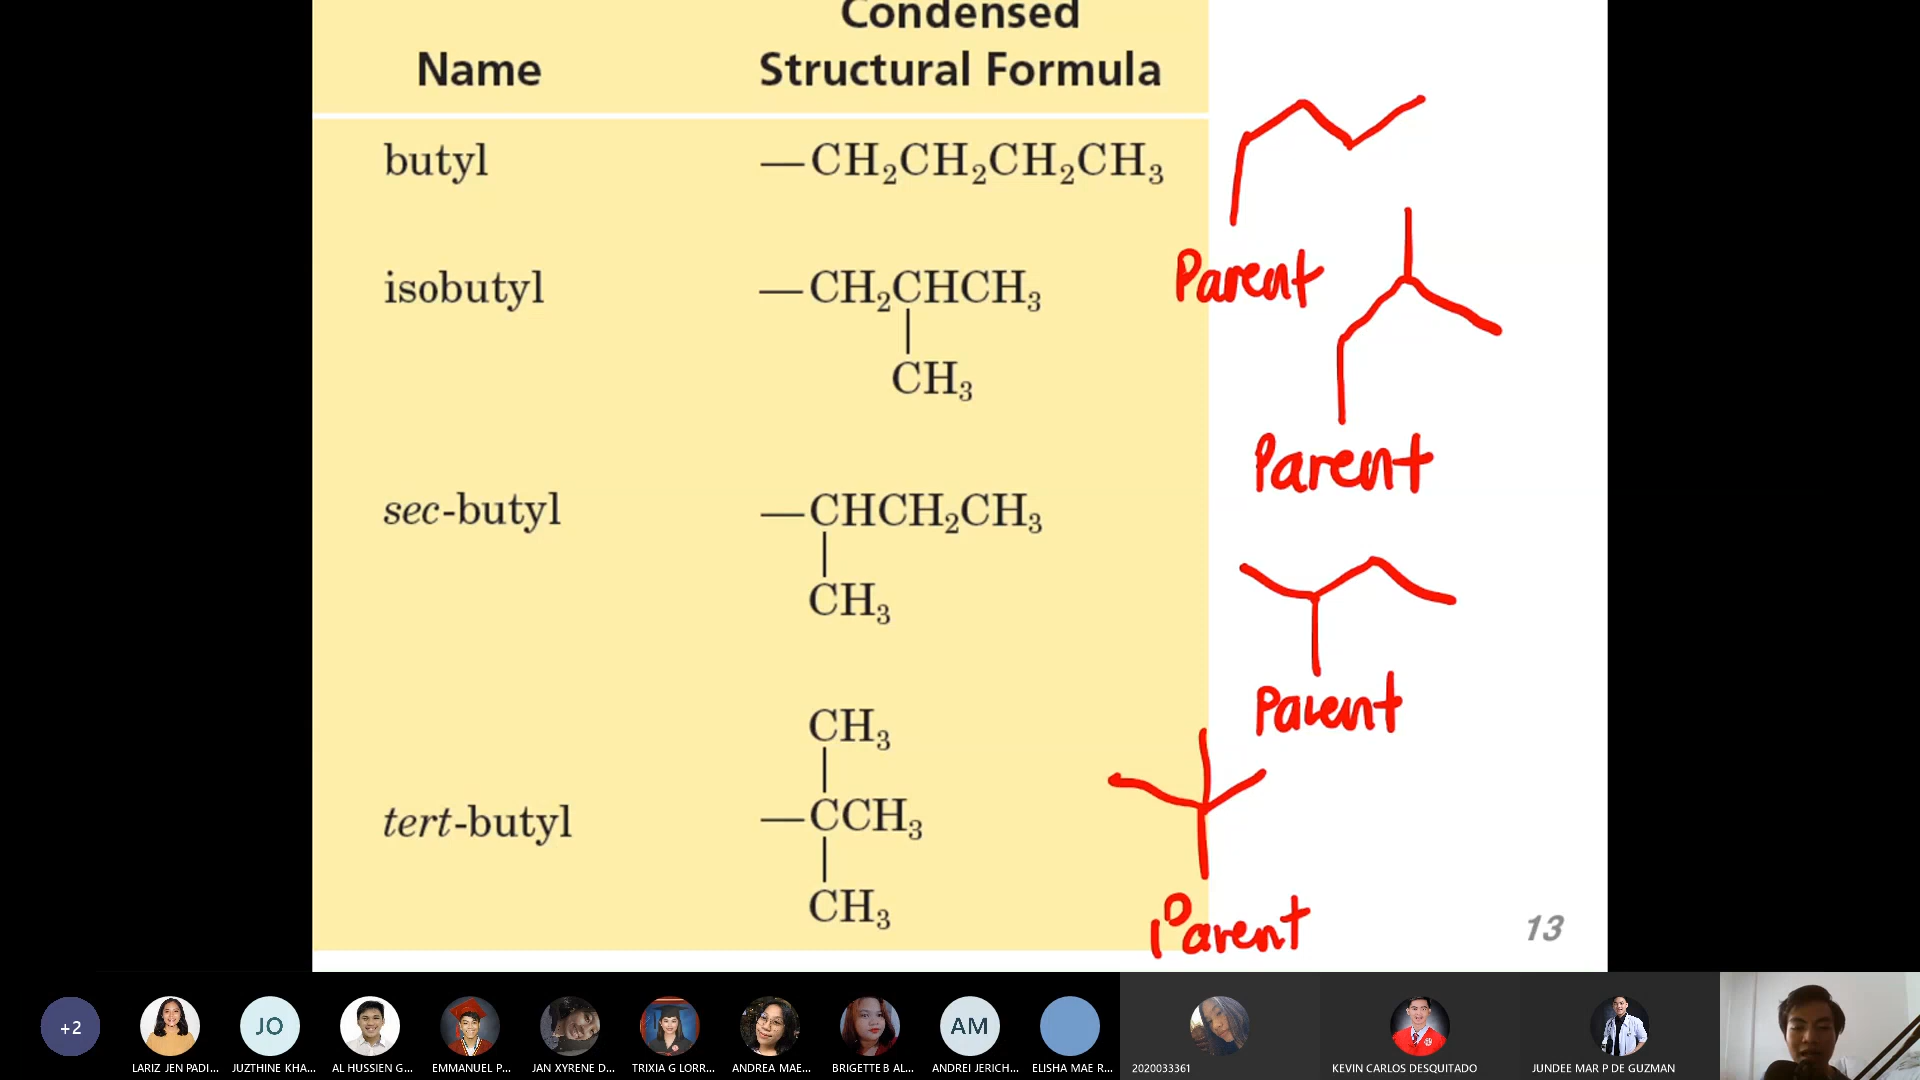 Condensed
Name Structural Formula
butyl —CH₂CH₂CH₂CH₃
Parent
isobutyl —CH₂CHCH₃
CH₃
Parent
sec-butyl —CHCH₂CH₃
CH₃
Parent
CH₃
tert-butyl —CCH₃
CH₃
Parent
13
+2
JO
AM
LARIZ JEN PADI...
JUZTHINE KHA...
AL HUSSIEN G...
EMMANUEL P...
JAN XYRENE D...
TRIXIA G LORR...
ANDREA MAE...
BRIGETTE B AL...
ANDREI JERICH...
ELISHA MAE R...
2020033361
KEVIN CARLOS DESQUITADO
JUNDEE MAR P DE GUZMAN